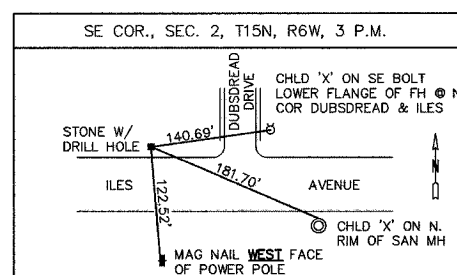 SE COR., SEC. 2, T15N, R6W, 3 P.M.
DUBSDREAD
DRIVE
CHLD 'X' ON SE BOLT
LOWER FLANGE OF FH @ N
COR DUBSDREAD & ILES
STONE W/
DRILL HOLE
140.69'
181.70'
122.52'
N
ILES
AVENUE
CHLD 'X' ON N.
RIM OF SAN MH
MAG NAIL WEST FACE
OF POWER POLE